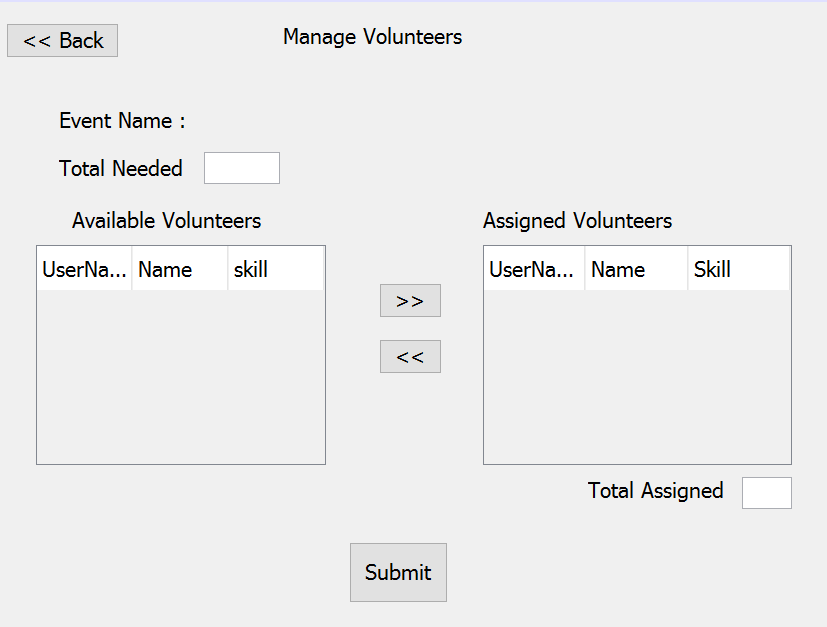 << Back
Manage Volunteers
Event Name :
Total Needed
Available Volunteers
Assigned Volunteers
UserNa... Name skill
UserNa... Name Skill
>>
<<
Total Assigned
Submit